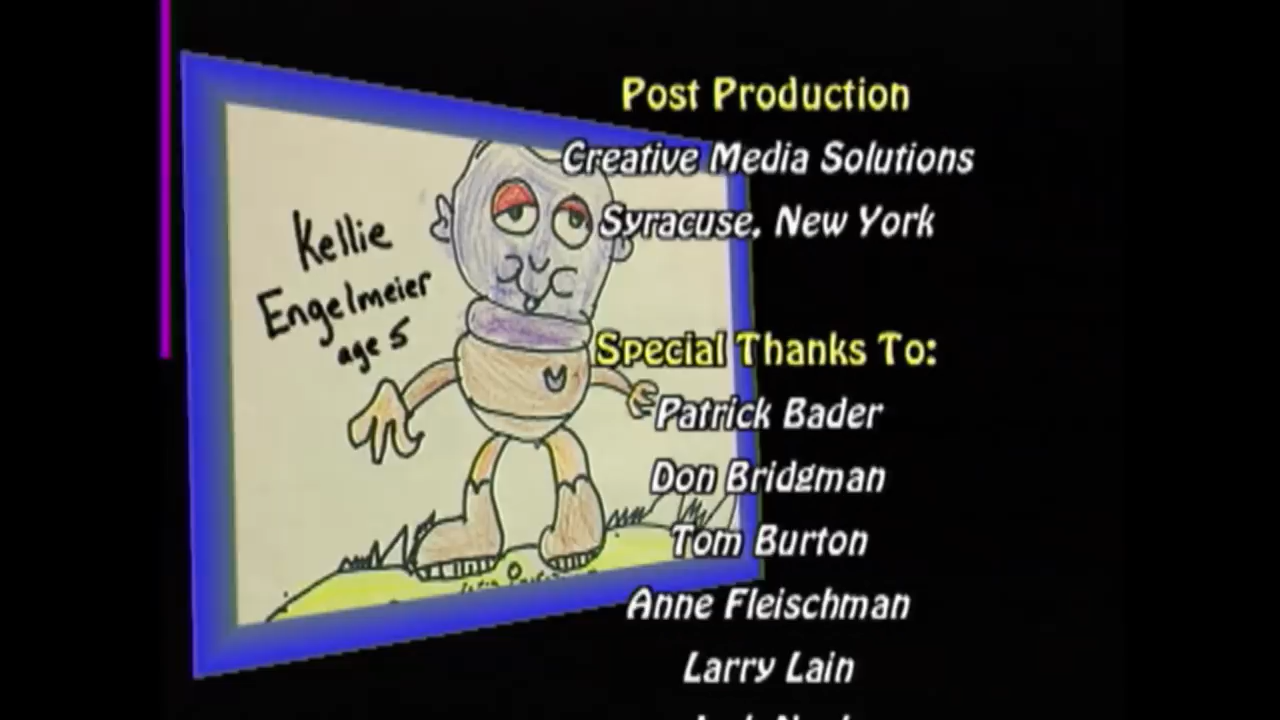 Post Production
Creative Media Solutions
Syracuse, New York
Special Thanks To:
Patrick Bader
Don Bridgman
Tom Burton
Anne Fleischman
Larry Lain
Kellie
Engelmeier
age 5